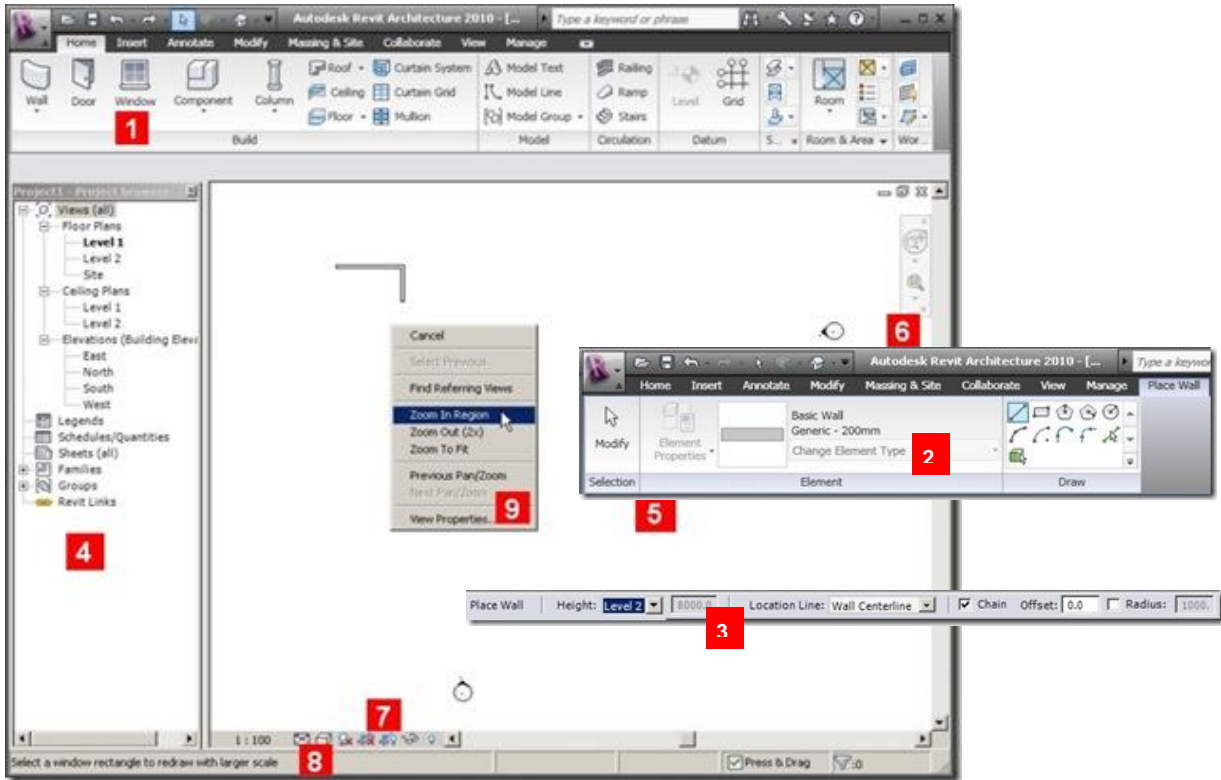 Autodesk Revit Architecture 2010 - [... Type a keyword or phrase
Home Insert Annotate Modify Massing & Site Collaborate View Manage
Wall Door Window Component Column
Roof Curtain System Model Text Railing
Ceiling Curtain Grid Model Line Ramp Level Grid Room
Floor Mullion Model Group Stairs
1
Build Model Circulation Datum S... Room & Area Wor...
Project1 - Project browser
Views (all)
Floor Plans
Level 1
Level 2
Site
Ceiling Plans
Level 1
Level 2
Elevations (Building Eleva
East
North
South
West
Legends
Schedules/Quantities
Sheets (all)
Families
Groups
Revit Links
4
Cancel
Select Previous
Find Referring Views
Zoom In Region
Zoom Out (2x)
Zoom To Fit
Previous Pan/Zoom
Next Pan/Zoom
View Properties...
9
6
Autodesk Revit Architecture 2010 - [... Type a keywor
Home Insert Annotate Modify Massing & Site Collaborate View Manage Place Wall
Modify
Element
Properties
Basic Wall
Generic - 200mm
Change Element Type
2
Selection Element Draw
5
Place Wall Height: Level 2 8000.0 Location Line: Wall Centerline Chain Offset: 0.0 Radius: 1000.
3
7
1 : 100
8
Select a window rectangle to redraw with larger scale
Press & Drag :0